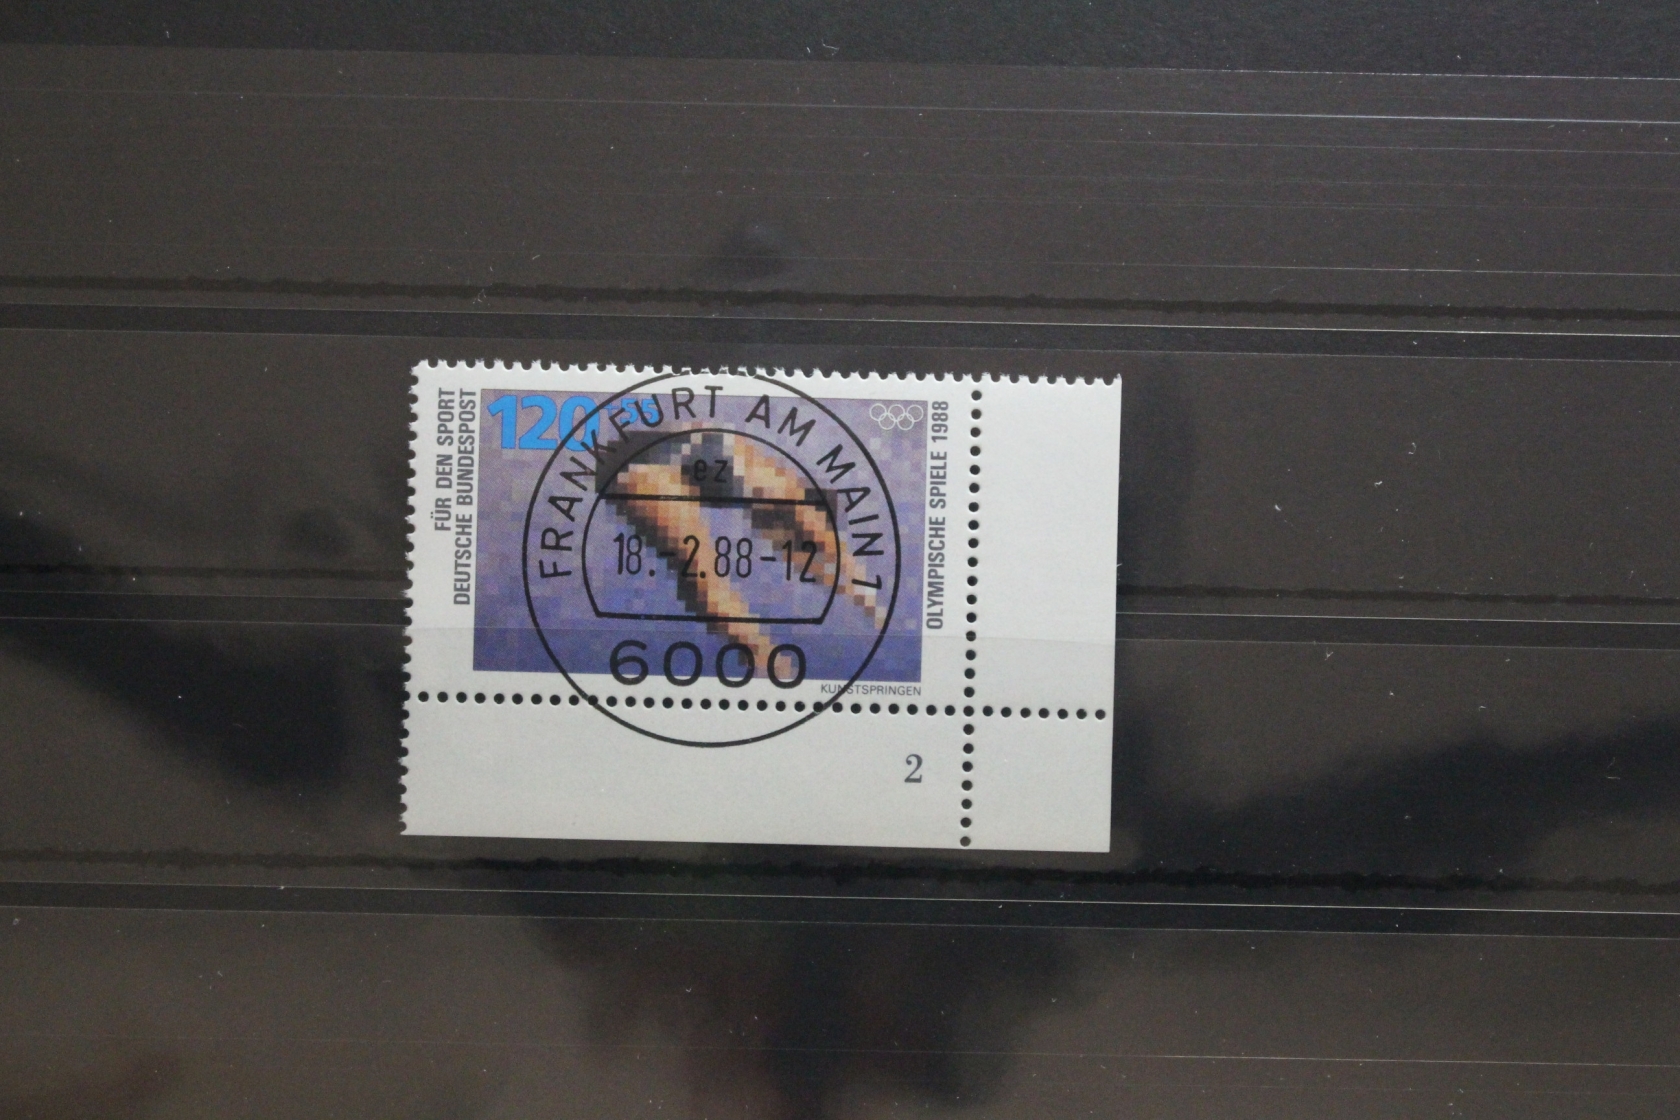 FÜR DEN SPORT
DEUTSCHE BUNDESPOST
120+55
OLYMPISCHE SPIELE 1988
KUNSTSPRINGEN
FRANKFURT AM MAIN 1
ez
18.-2.88-12
6000
2